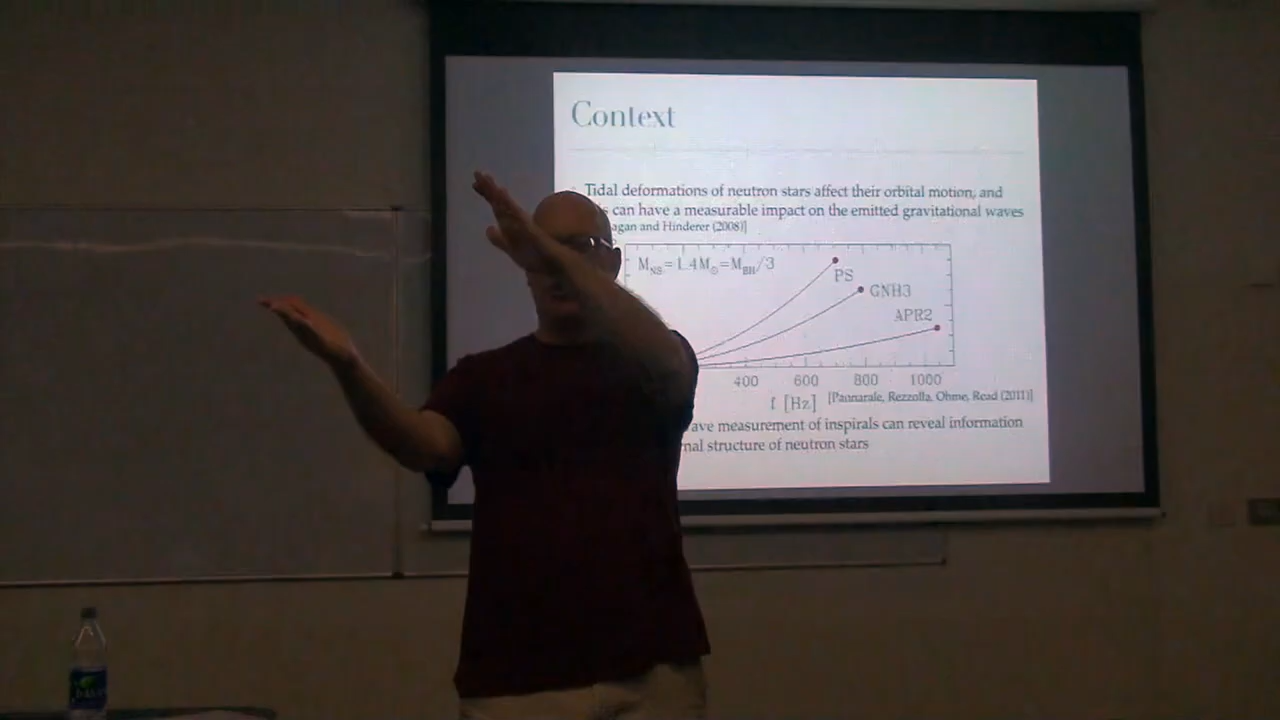 Context
Tidal deformations of neutron stars affect their orbital motion, and
can have a measurable impact on the emitted gravitational waves
and Hinderer (2008)]
M_NS=1.4M_⊙=M_BH/3
PS
GNH3
APR2
400 600 800 1000
f [Hz]
[Pannarale, Rezzolla, Ohme, Read (2011)]
measurement of inspirals can reveal information
structure of neutron stars